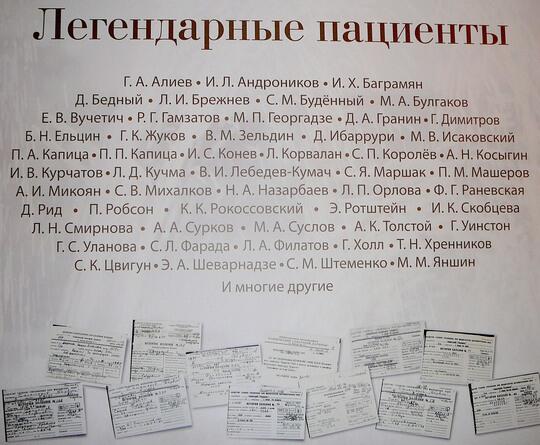 Легендарные пациенты
Г. А. Алиев • И. Л. Андроников • И. Х. Баграмян
Д. Бедный • Л. И. Брежнев • С. М. Будённый • М. А. Булгаков
Е. В. Вучетич • Р. Г. Гамзатов • М. П. Георгадзе • Д. А. Гранин • Г. Димитров
Б. Н. Ельцин • Г. К. Жуков • В. М. Зельдин • Д. Ибаррури • М. В. Исаковский
П. А. Капица • П. П. Капица • И. С. Конев • Л. Корвалан • С. П. Королёв • А. Н. Косыгин
И. В. Курчатов • Л. Д. Кучма • В. И. Лебедев-Кумач • С. Я. Маршак • П. М. Машеров
А. И. Микоян • С. В. Михалков • Н. А. Назарбаев • Л. П. Орлова • Ф. Г. Раневская
Д. Рид • П. Робсон • К. К. Рокоссовский • Э. Ротштейн • И. К. Скобцева
Л. Н. Смирнова • А. А. Сурков • М. А. Суслов • А. К. Толстой • Г. Уинстон
Г. С. Уланова • С. Л. Фарада • Л. А. Филатов • Г. Холл • Т. Н. Хренников
С. К. Цвигун • Э. А. Шеварнадзе • С. М. Штеменко • М. М. Яншин
И многие другие